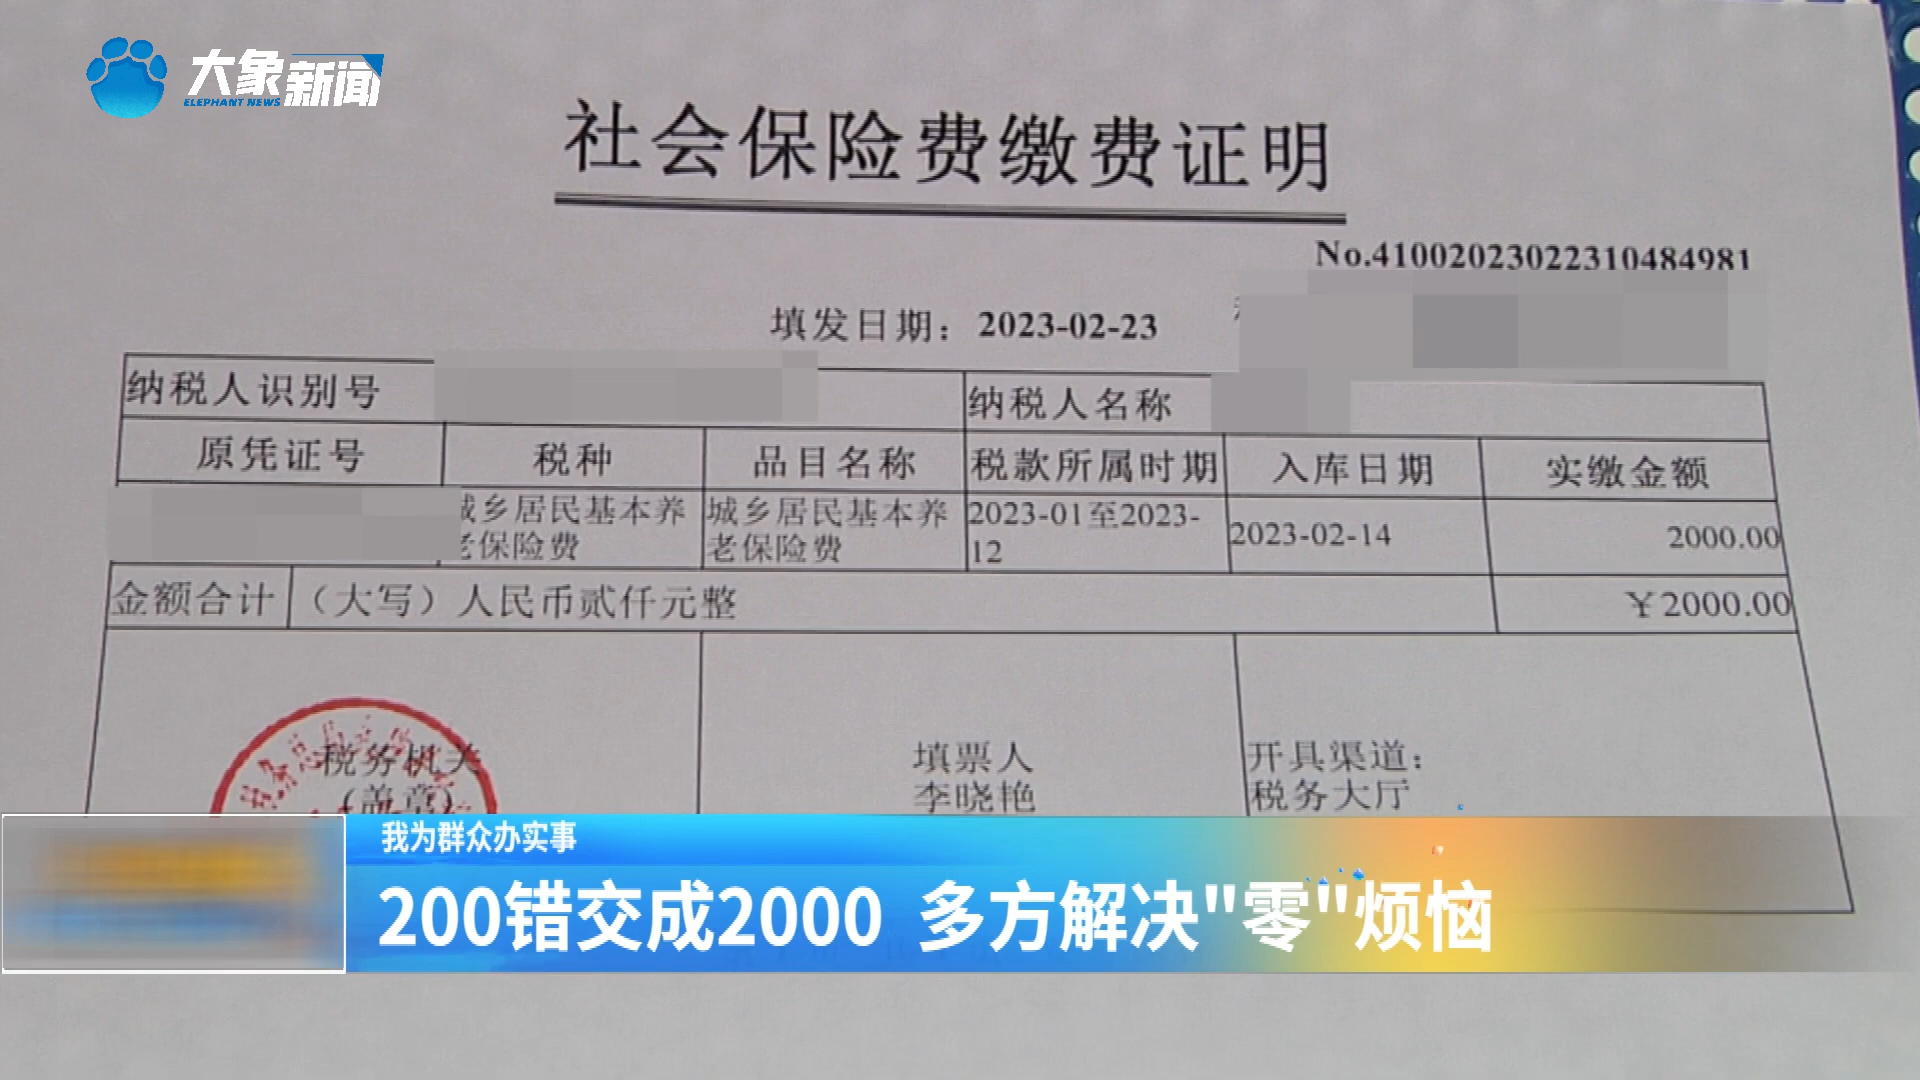 大象新闻
ELEPHANT NEWS
社会保险费缴费证明
No.410020230223104849​81
填发日期：2023-02-23
纳税人识别号
纳税人名称
原凭证号 税种 品目名称 税款所属时期 入库日期 实缴金额
城乡居民基本养 城乡居民基本养 2023-01至2023-
老保险费 老保险费 12 2023-02-14 2000.00
金额合计 （大写）人民币贰仟元整 ￥2000.00
税务机关 填票人 开具渠道：
（盖章） 李晓艳 税务大厅
我为群众办实事
200错交成2000 多方解决"零"烦恼